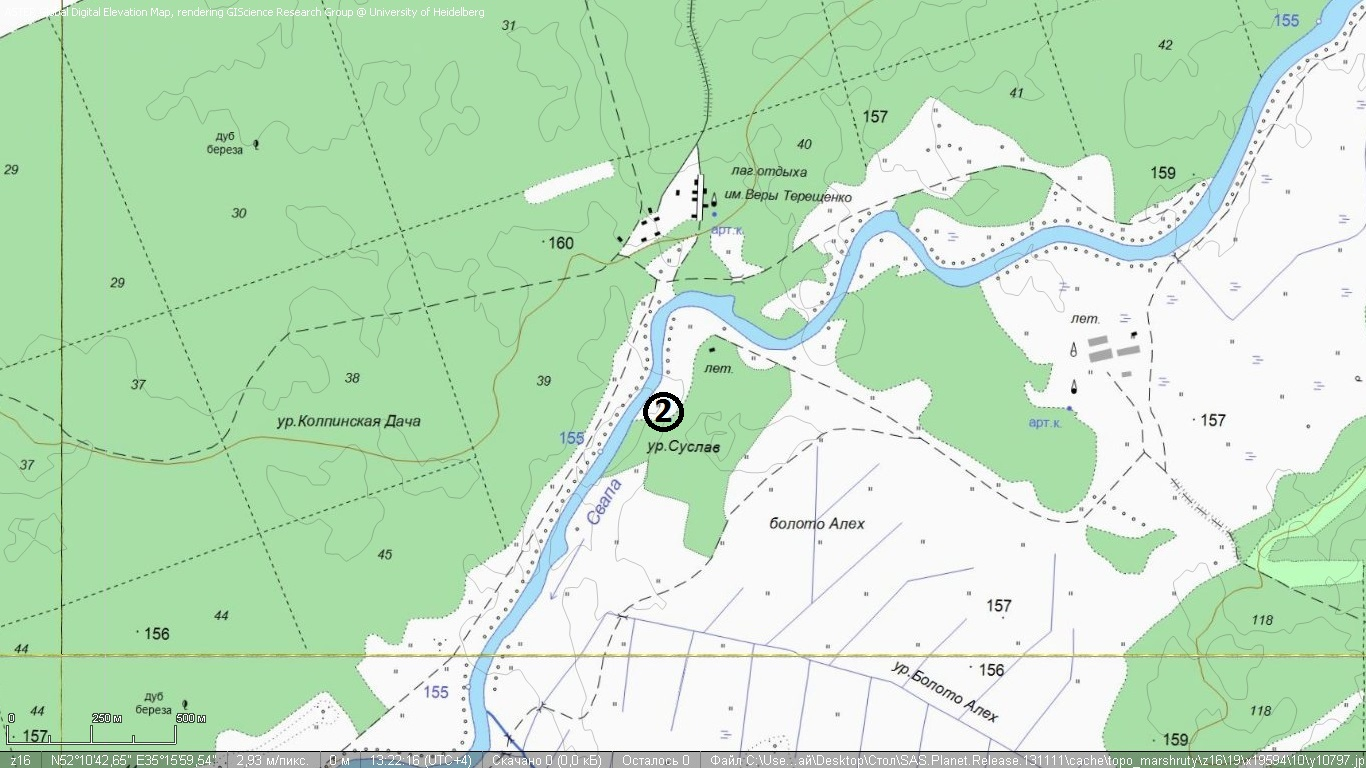 Global Digital Elevation Map, rendering GIScience Research Group @ University of Heidelberg
31
155
42
41
157
дуб
береза
40
29
лаг.отдыха
159
им.Веры Терещенко
30
арт.к.
160
29
лет.
37
38
39
лет.
155
2
ур.Колпинская Дача
157
арт.к.
ур.Суслав
37
Свапа
болото Алех
45
157
44
118
156
44
156
ур.Болото Алех
155
дуб
береза
44
118
0 250 м 500 м
157
159
z16 N52°10'42,65" E35°15'59,54" 2,93 м/пикс. 0 м 13:22:16 (UTC+4) Скачано 0 (0,0 кБ) Осталось 0 Файл C:\Use...ай\Desktop\Стол\SAS.Planet.Release.131111\cache\topo_marshruty\z16\19\x19594\10\y10797.jp